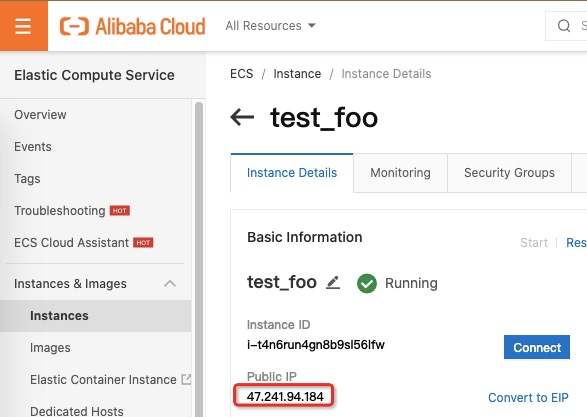 Alibaba Cloud
All Resources
S
Elastic Compute Service
Overview
Events
Tags
Troubleshooting HOT
ECS Cloud Assistant HOT
Instances & Images
Instances
Images
Elastic Container Instance
Dedicated Hosts
ECS / Instance / Instance Details
test_foo
Instance Details
Monitoring
Security Groups
Basic Information
Start
Res
test_foo
Running
Instance ID
i-t4n6run4gn8b9sl56lfw
Connect
Public IP
47.241.94.184
Convert to EIP